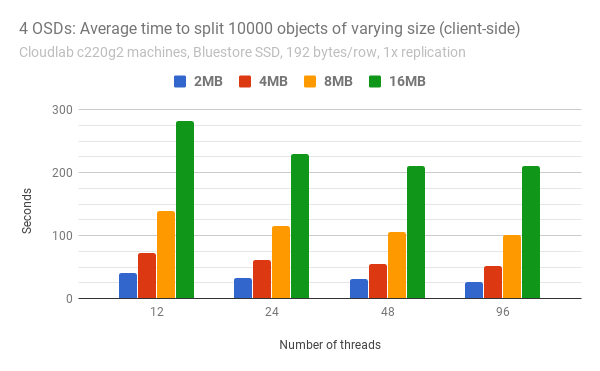 4 OSDs: Average time to split 10000 objects of varying size (client-side)
Cloudlab c220g2 machines, Bluestore SSD, 192 bytes/row, 1x replication
2MB 4MB 8MB 16MB
300
200
100
0
Seconds
12 24 48 96
Number of threads